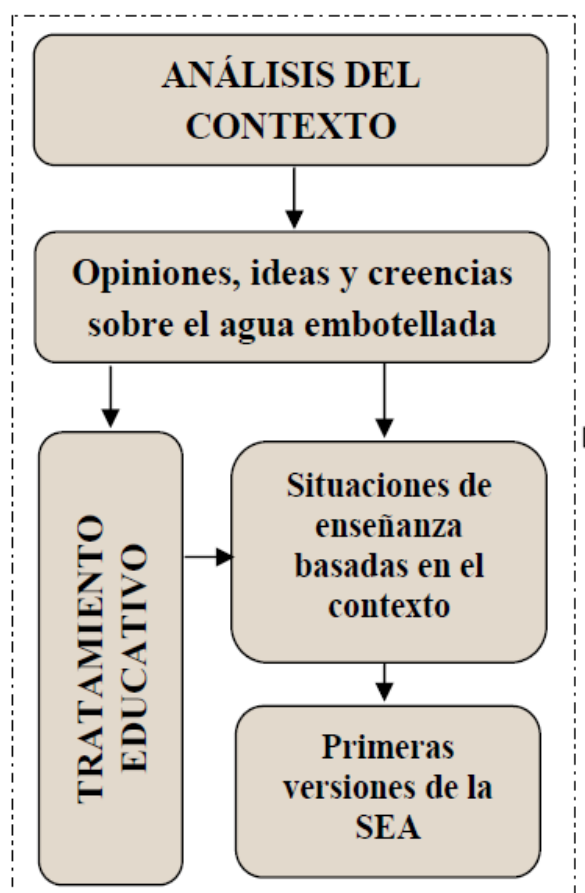 ANÁLISIS DEL
CONTEXTO
Opiniones, ideas y creencias
sobre el agua embotellada
TRATAMIENTO
EDUCATIVO
Situaciones de
enseñanza
basadas en el
contexto
Primeras
versiones de la
SEA